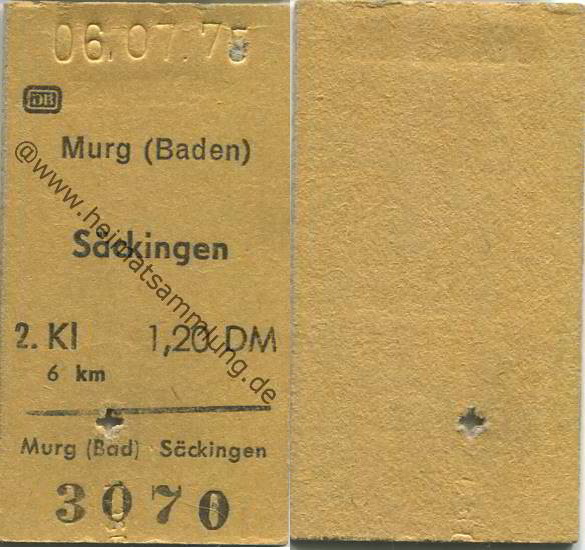 06.07.7
DB
Murg (Baden)
Säckingen
2. Kl 1,20 DM
6 km
Murg (Bad) Säckingen
3070
@www.heimatsammlung.de